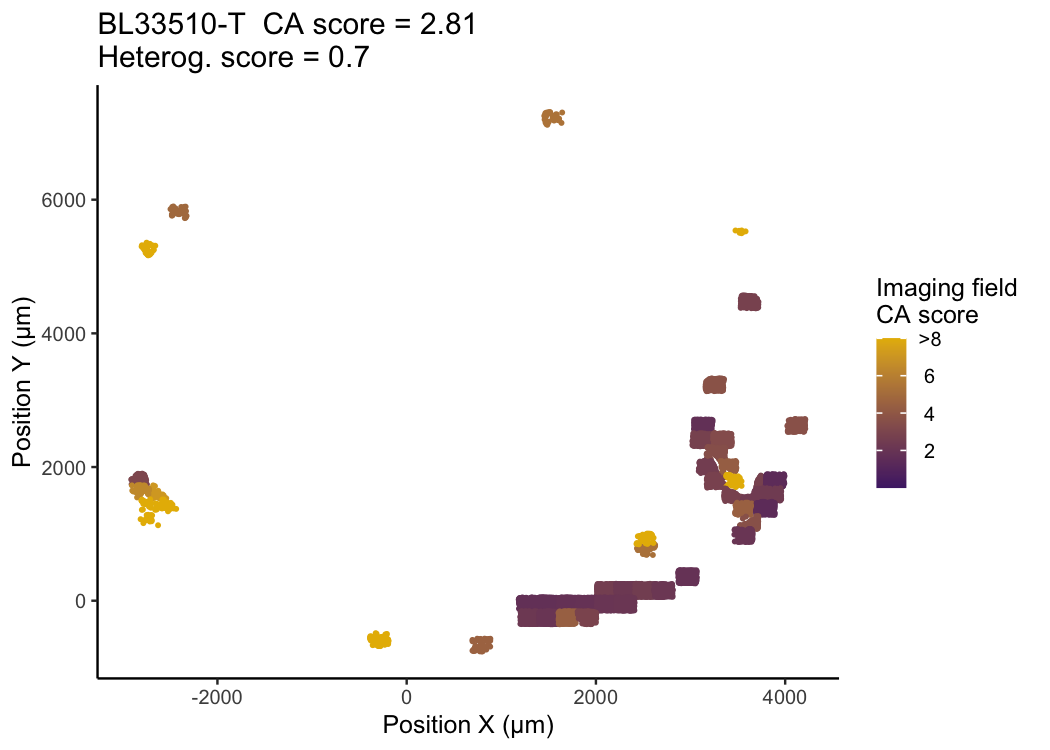 BL33510-T  CA score = 2.81
Heterog. score = 0.7
6000
4000
2000
0
Position Y (µm)
-2000
0
2000
4000
Position X (µm)
Imaging field
CA score
>8
6
4
2